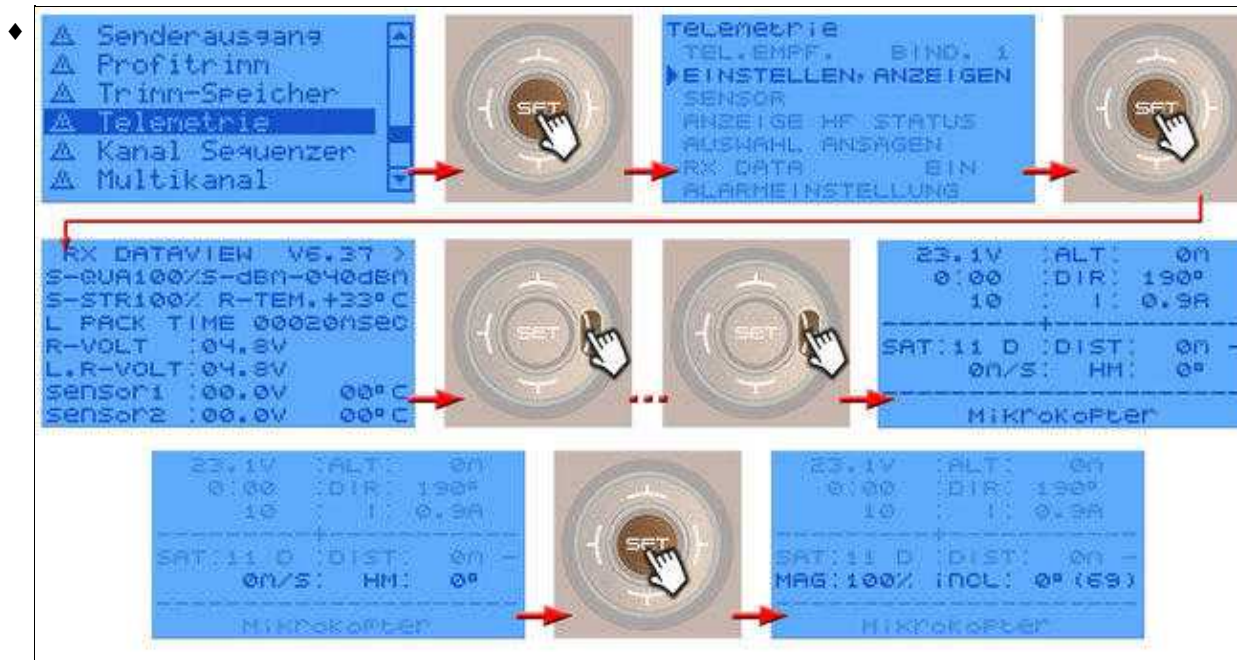 Senderausgang
Profitrimm
Trimm-Speicher
Telemetrie
Kanal Sequenzer
Multikanal
SET
Telemetrie
TEL.EMPF. BIND. 1
EINSTELLEN, ANZEIGEN
SENSOR
ANZEIGE HF STATUS
AUSWAHL ANSAGEN
RX DATA BIN
ALARMEINSTELLUNG
SET
RX DATAVIEW V6.37 >
S-QUA100%S-dBm-040dBm
S-STR100% R-TEM.+33°C
L PACK TIME 00020msec
R-VOLT :04.8V
L.R-VOLT:04.8V
sensor1 :00.0V 00°C
sensor2 :00.0V 00°C
SET
SET
23.1V :ALT: 0m
0:00 :DIR: 190°
10 : I: 0.9A
SAT:11 D :DIST: 0m -
0m/s: HM: 0°
MikroKopter
23.1V :ALT: 0m
0:00 :DIR: 190°
10 : I: 0.9A
SAT:11 D :DIST: 0m -
0m/s: HM: 0°
MikroKopter
SET
23.1V :ALT: 0m
0:00 :DIR: 190°
10 : I: 0.9A
SAT:11 D :DIST: 0m -
MAG:100% incl: 0°(69)
MikroKopter